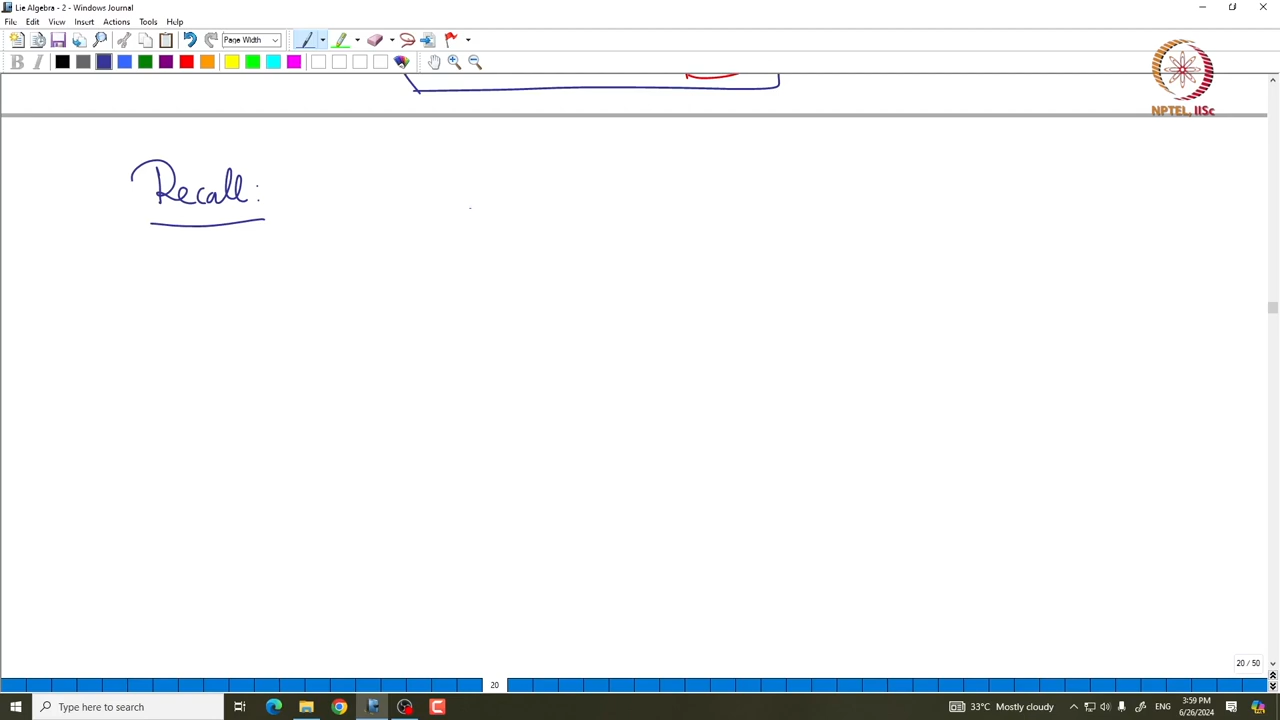 Lie Algebra - 2 - Windows Journal
File Edit View Insert Actions Tools Help
Page Width
B I
NPTEL, IISc
Recall:
20 / 50
20
Type here to search
33°C Mostly cloudy
ENG
3:59 PM
6/26/2024